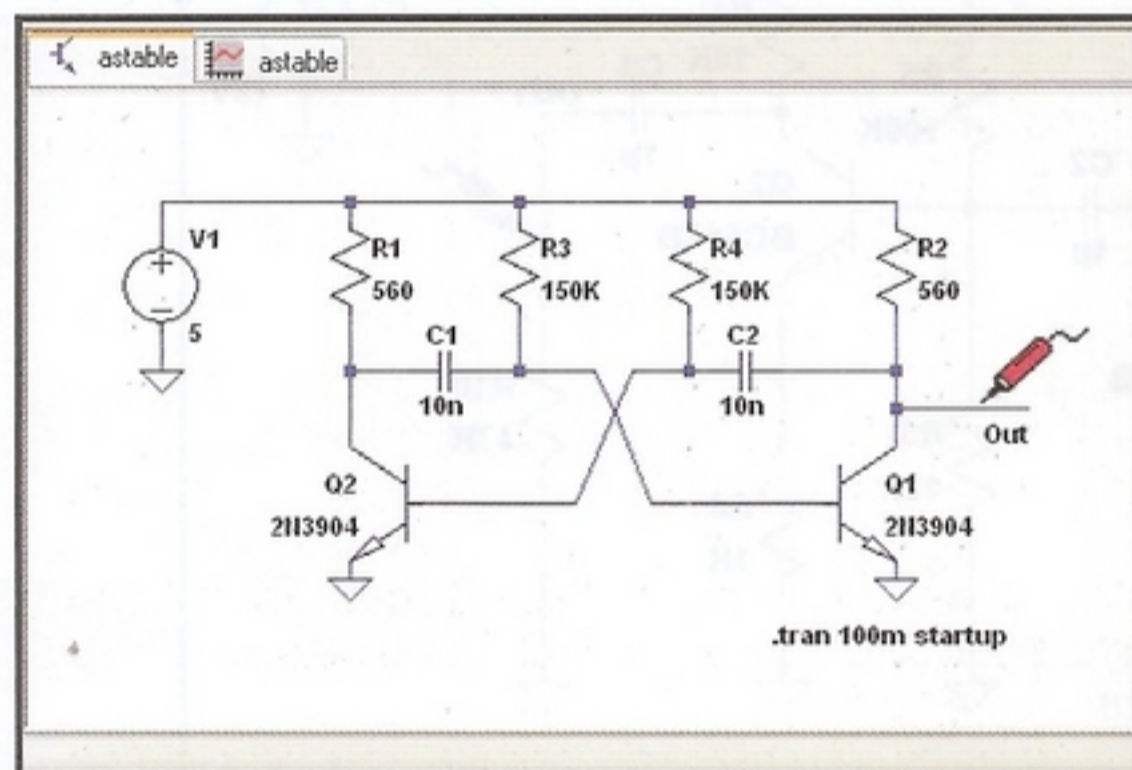 astable
astable
V1
5
R1
560
R3
150K
R4
150K
R2
560
C1
10n
C2
10n
Out
Q2
2N3904
Q1
2N3904
.tran 100m startup